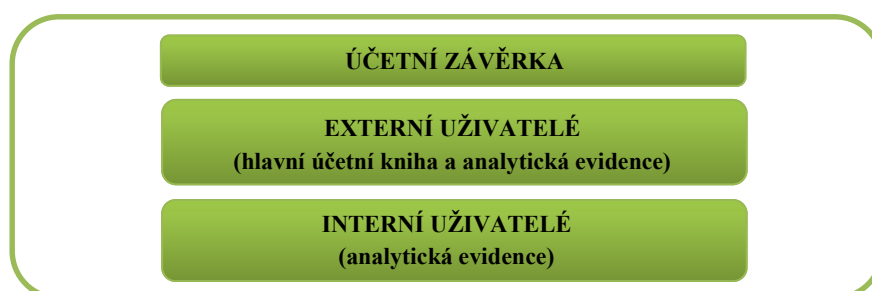 ÚČETNÍ ZÁVĚRKA
EXTERNÍ UŽIVATELÉ
(hlavní účetní kniha a analytická evidence)
INTERNÍ UŽIVATELÉ
(analytická evidence)